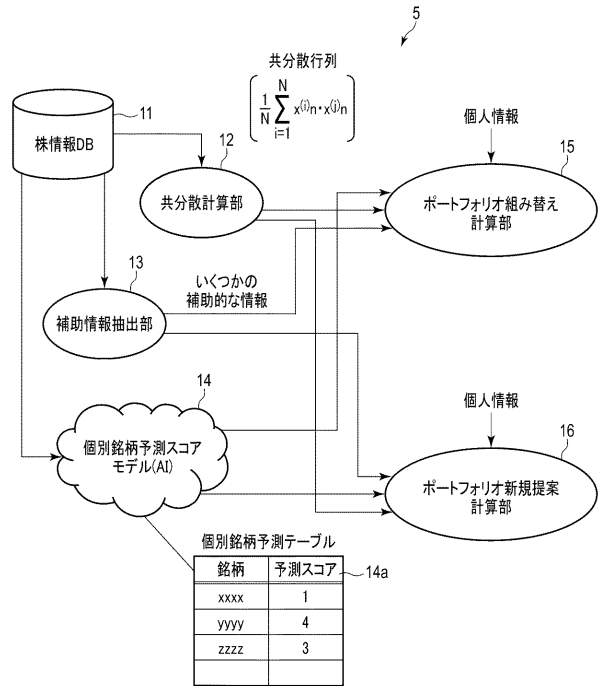 5
共分散行列
1/N N Σ i=1 x(i)n・x(j)n
11
株情報DB
12
共分散計算部
個人情報
15
ポートフォリオ組み替え
計算部
13
補助情報抽出部
いくつかの
補助的な情報
14
個別銘柄予測スコア
モデル(AI)
個人情報
16
ポートフォリオ新規提案
計算部
個別銘柄予測テーブル
14a
銘柄 予測スコア
xxxx 1
yyyy 4
zzzz 3